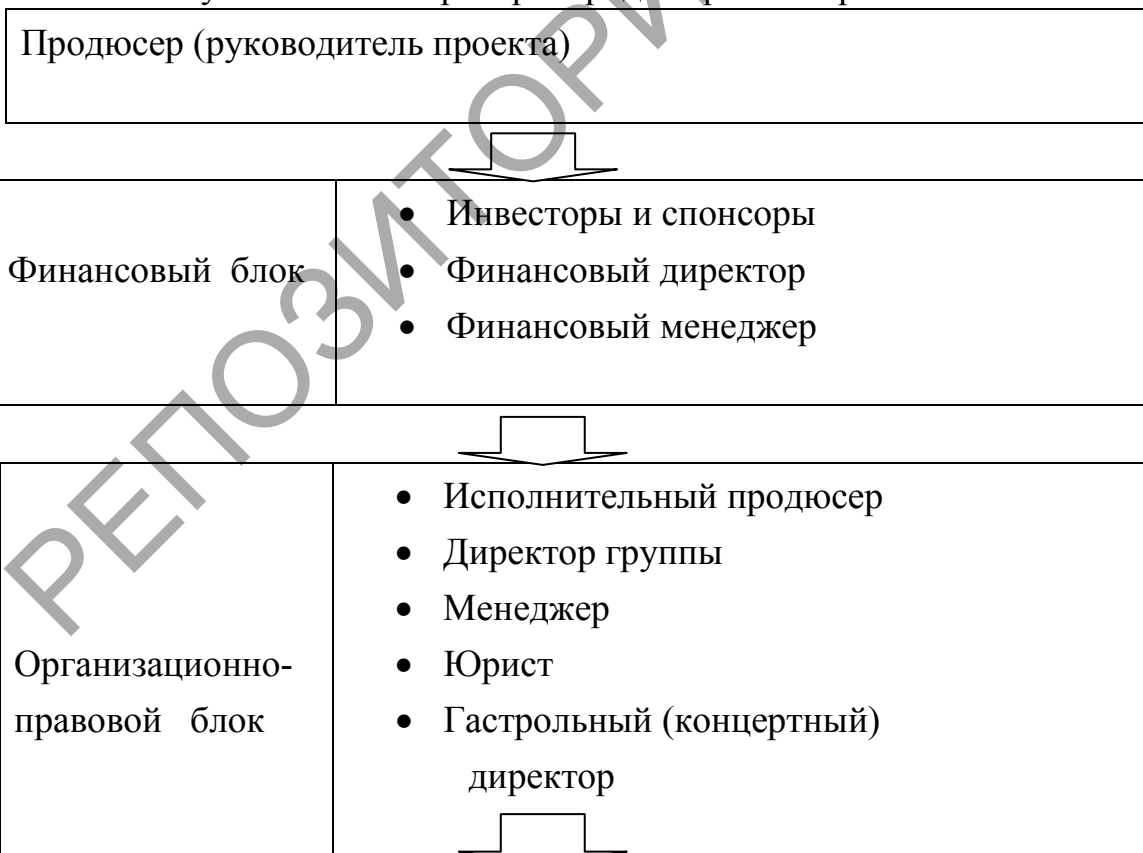 Продюсер (руководитель проекта)
Инвесторы и спонсоры
Финансовый блок
Финансовый директор
Финансовый менеджер
Исполнительный продюсер
Директор группы
Менеджер
Организационно-
Юрист
правовой блок
Гастрольный (концертный)
директор
РЕПОЗИТОРИ